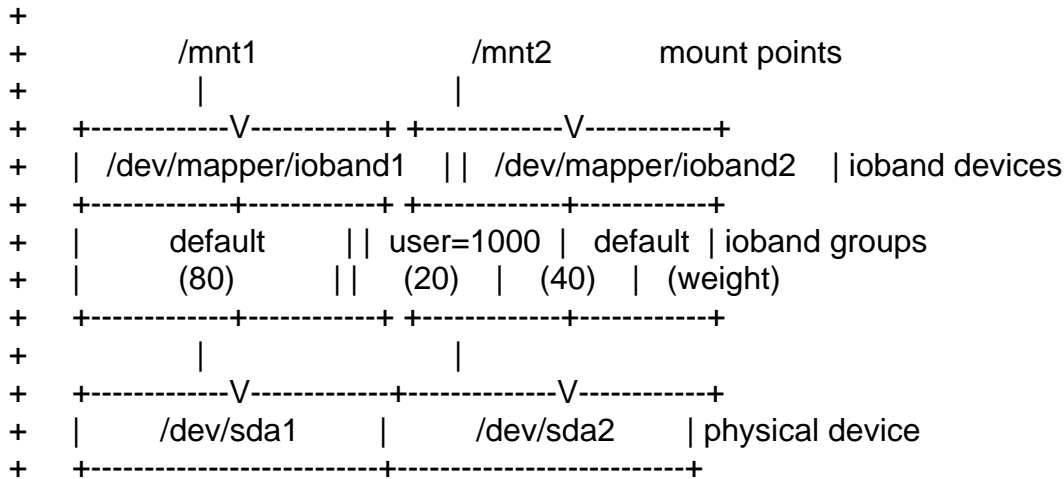 +
+ /mnt1 /mnt2 mount points
+ | |
+ +-------------V------------+ +-------------V------------+
+ | /dev/mapper/ioband1 | | /dev/mapper/ioband2 | ioband devices
+ +-------------+------------+ +-------------+------------+
+ | default | | user=1000 | default | ioband groups
+ | (80) | | (20) | (40) | (weight)
+ +-------------+------------+ +-------------+------------+
+ | |
+ +-------------V-------------+--------------V------------+
+ | /dev/sda1 | /dev/sda2 | physical device
+ +---------------------------+---------------------------+